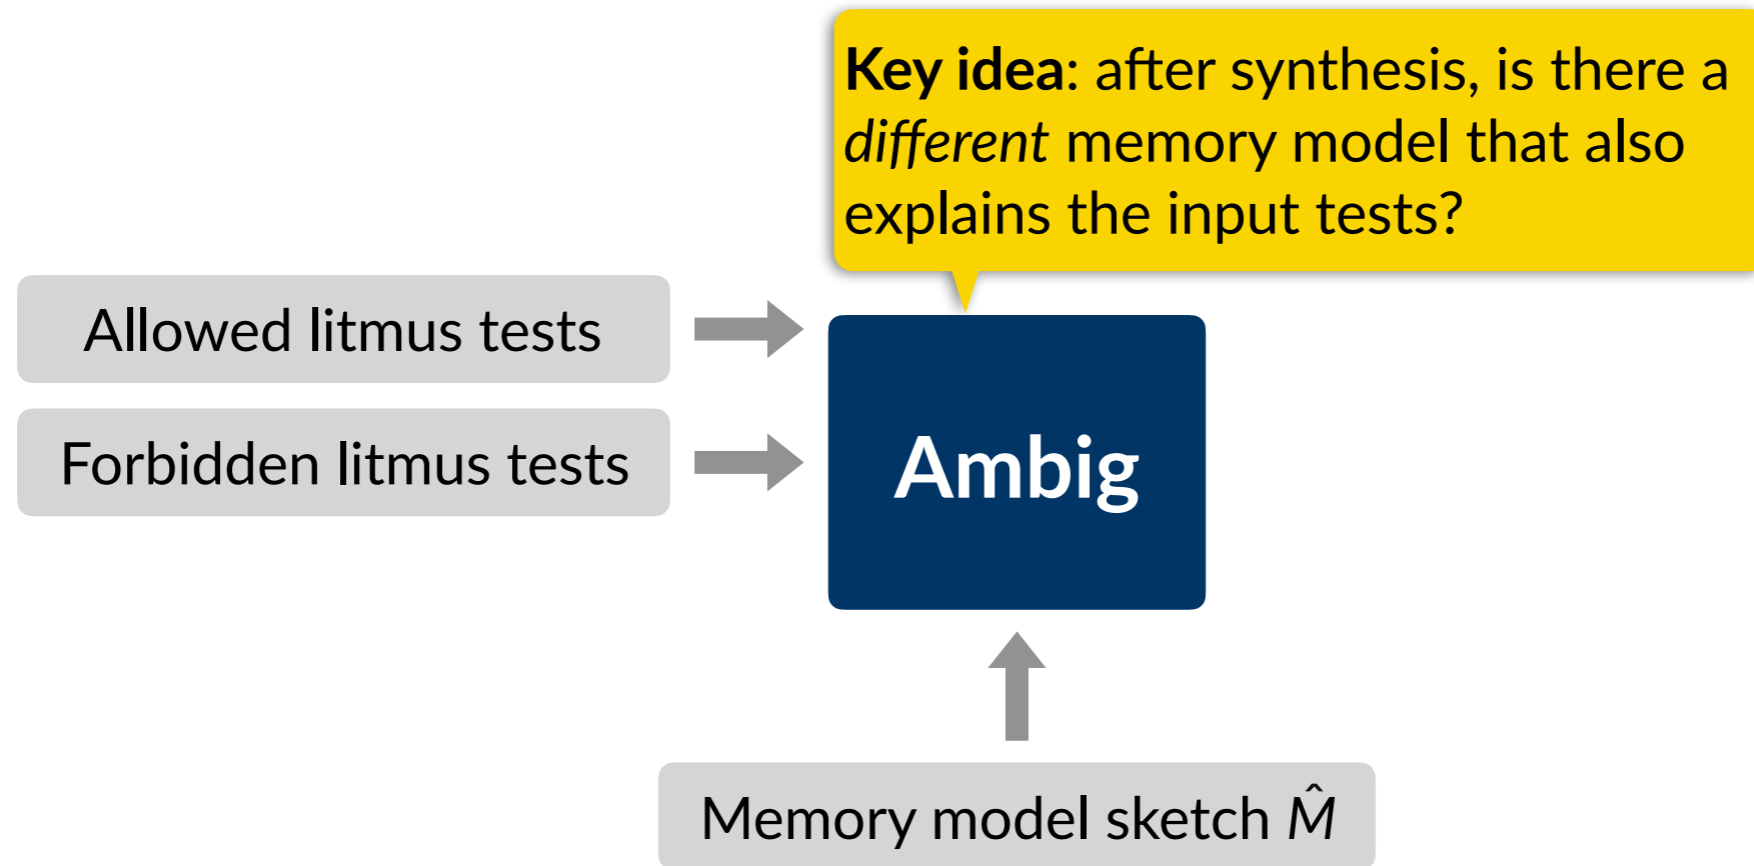 Key idea: after synthesis, is there a
different memory model that also
explains the input tests?
Allowed litmus tests
Forbidden litmus tests
Ambig
Memory model sketch M̂